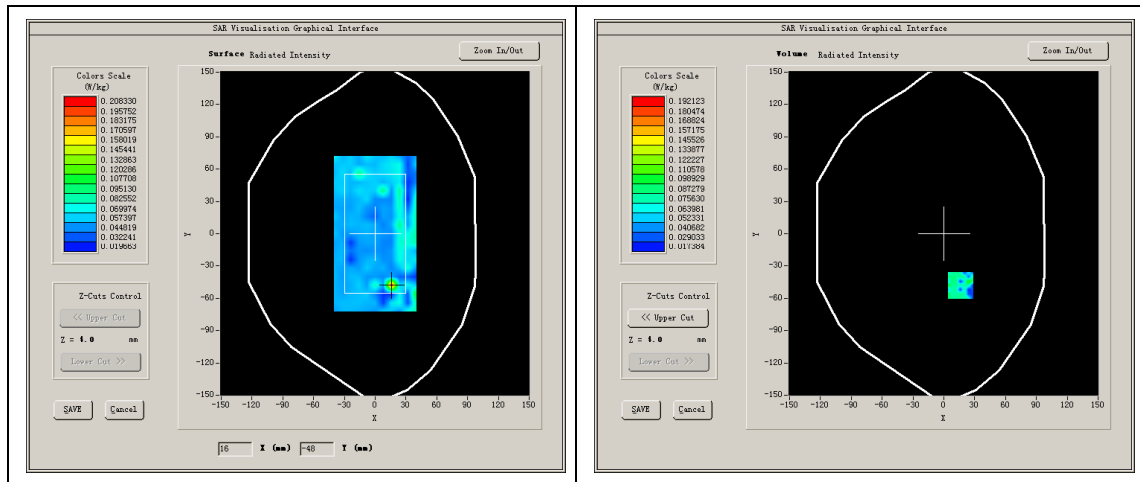 SAR Visualisation Graphical Interface
Surface Radiated Intensity
Zoom In/Out
Colors Scale
(W/kg)
0.208330
0.195752
0.183175
0.170597
0.158019
0.145441
0.132863
0.120286
0.107708
0.095130
0.082552
0.069974
0.057397
0.044819
0.032241
0.019663
150
120
90
60
30
0
-30
-60
-90
-120
-150
Y
-150 -120 -90 -60 -30 0 30 60 90 120 150
X
Z-Cuts Control
<< Upper Cut
Z = 4.0 mm
Lower Cut >>
SAVE Cancel
16 X (mm) -48 Y (mm)
SAR Visualisation Graphical Interface
Volume Radiated Intensity
Zoom In/Out
Colors Scale
(W/kg)
0.192123
0.180474
0.168824
0.157175
0.145526
0.133877
0.122227
0.110578
0.098929
0.087279
0.075630
0.063981
0.052331
0.040682
0.029033
0.017384
150
120
90
60
30
0
-30
-60
-90
-120
-150
Y
-150 -120 -90 -60 -30 0 30 60 90 120 150
X
Z-Cuts Control
<< Upper Cut
Z = 4.0 mm
Lower Cut >>
SAVE Cancel